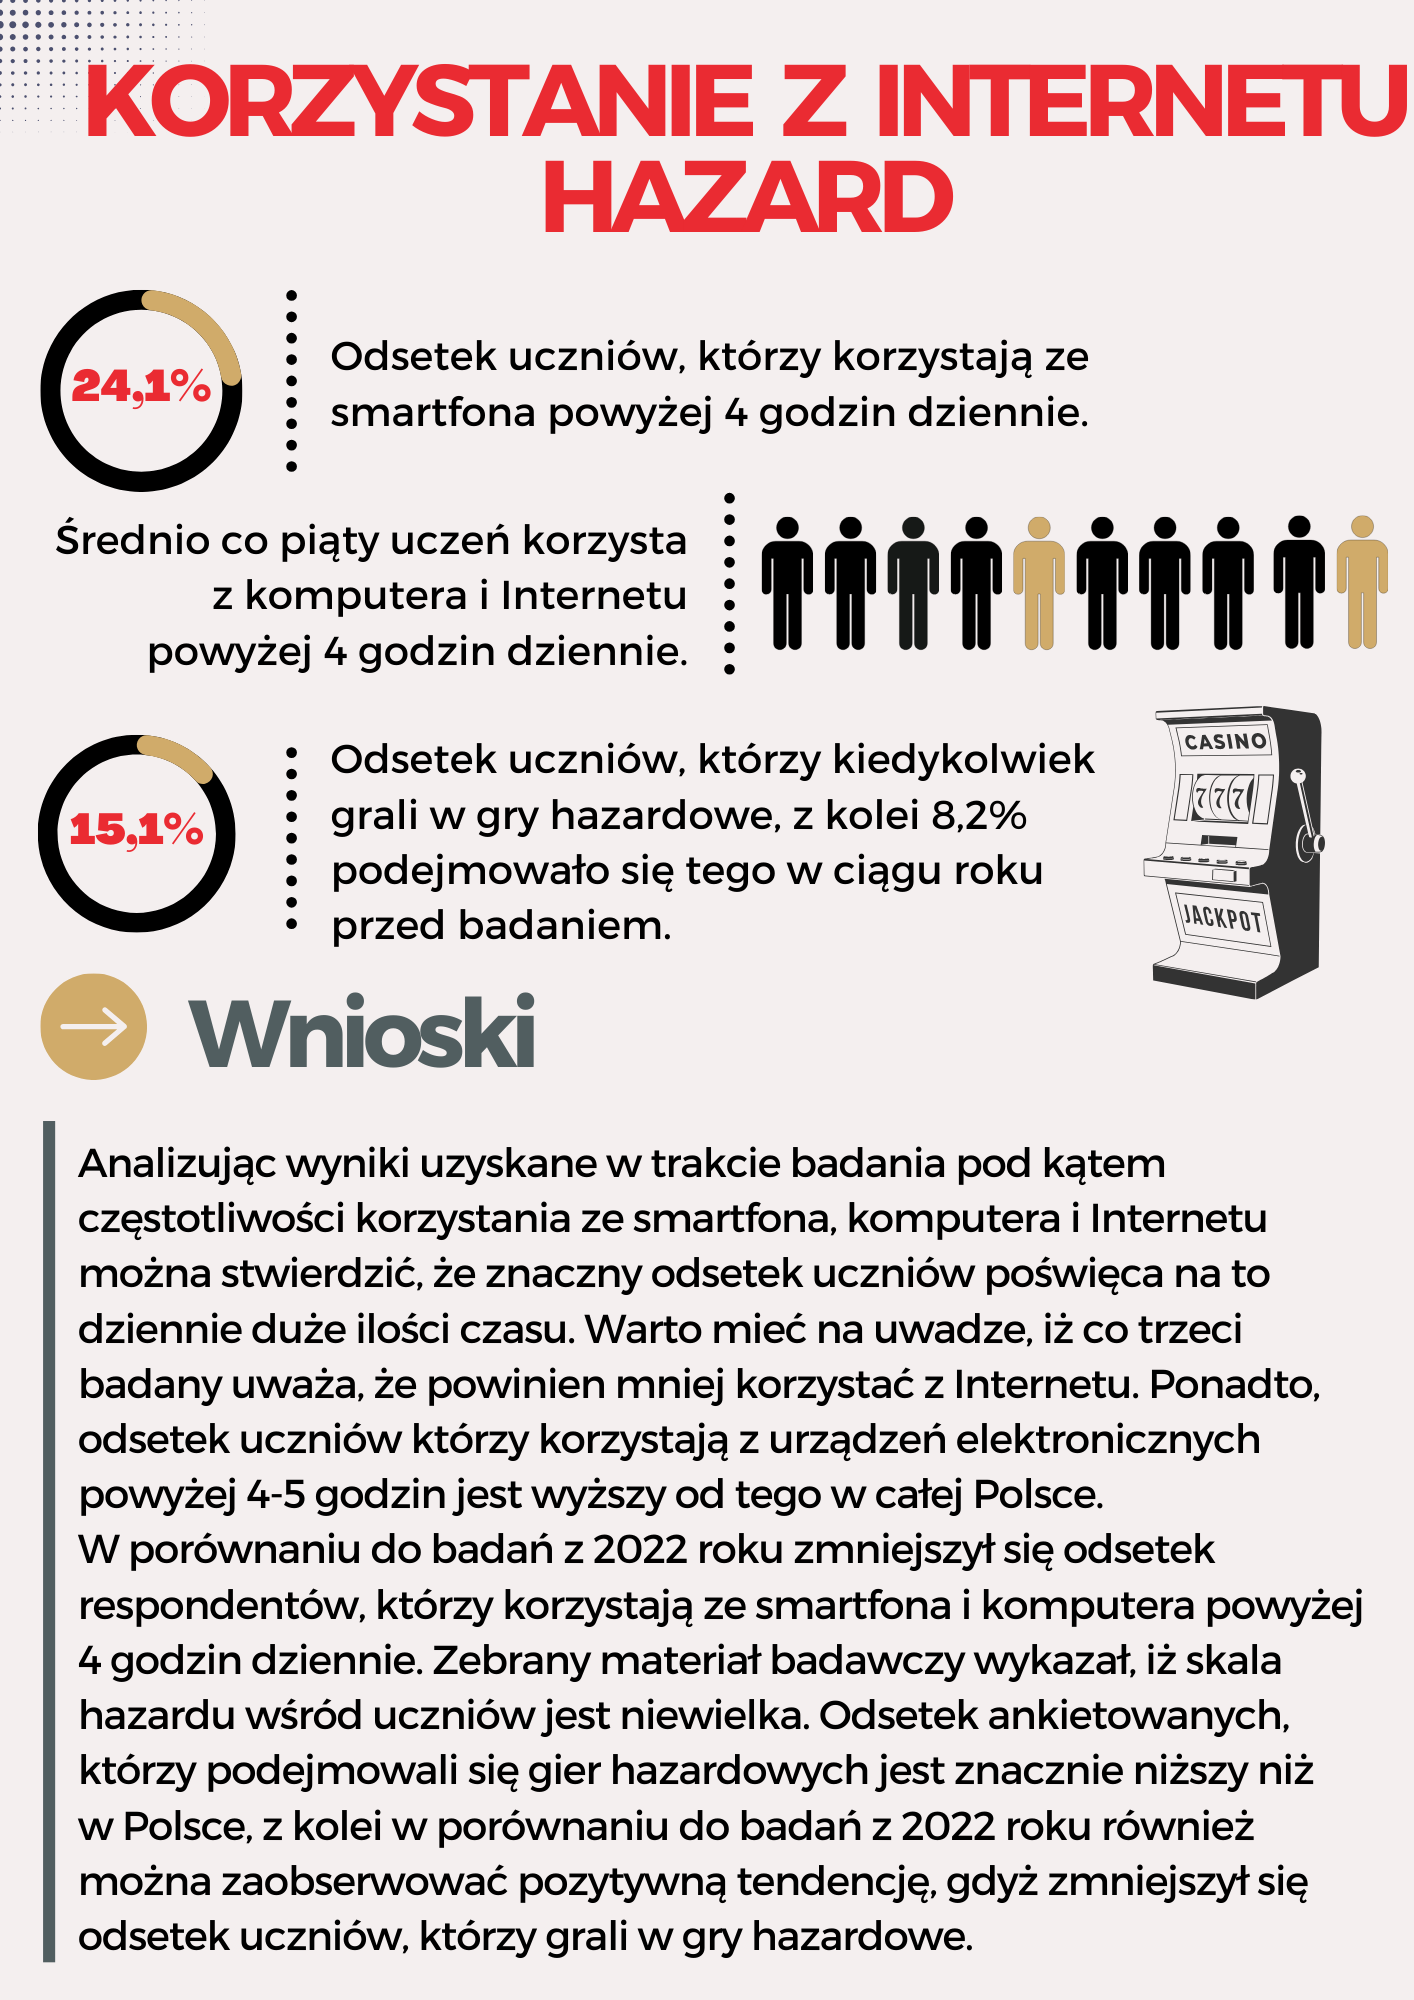 KORZYSTANIE Z INTERNETU
HAZARD
24,1%
Odsetek uczniów, którzy korzystają ze
smartfona powyżej 4 godzin dziennie.
Średnio co piąty uczeń korzysta
z komputera i Internetu
powyżej 4 godzin dziennie.
15,1%
Odsetek uczniów, którzy kiedykolwiek
grali w gry hazardowe, z kolei 8,2%
podejmowało się tego w ciągu roku
przed badaniem.
CASINO
777
JACKPOT
Wnioski
Analizując wyniki uzyskane w trakcie badania pod kątem
częstotliwości korzystania ze smartfona, komputera i Internetu
można stwierdzić, że znaczny odsetek uczniów poświęca na to
dziennie duże ilości czasu. Warto mieć na uwadze, iż co trzeci
badany uważa, że powinien mniej korzystać z Internetu. Ponadto,
odsetek uczniów którzy korzystają z urządzeń elektronicznych
powyżej 4-5 godzin jest wyższy od tego w całej Polsce.
W porównaniu do badań z 2022 roku zmniejszył się odsetek
respondentów, którzy korzystają ze smartfona i komputera powyżej
4 godzin dziennie. Zebrany materiał badawczy wykazał, iż skala
hazardu wśród uczniów jest niewielka. Odsetek ankietowanych,
którzy podejmowali się gier hazardowych jest znacznie niższy niż
w Polsce, z kolei w porównaniu do badań z 2022 roku również
można zaobserwować pozytywną tendencję, gdyż zmniejszył się
odsetek uczniów, którzy grali w gry hazardowe.